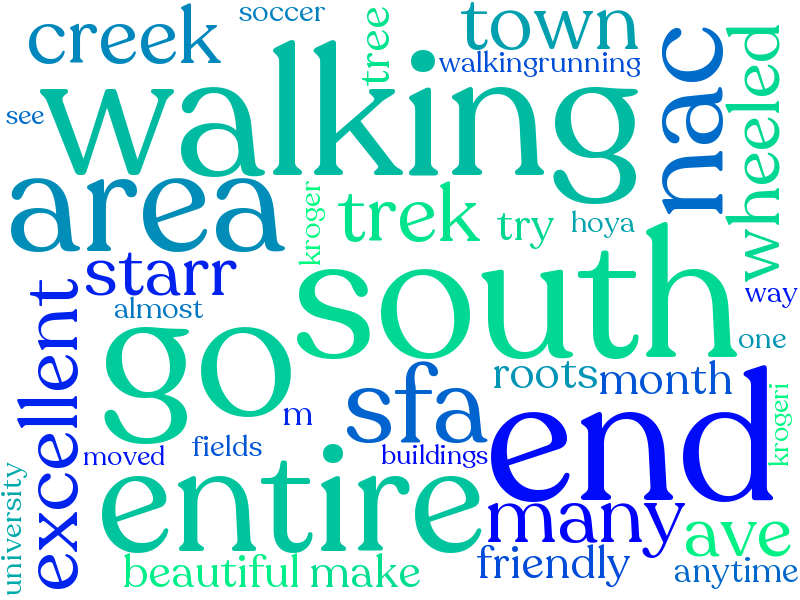 soccer
creek
town
tree
walkingrunning
nac
wheeled
see
walking
area
kroger
trek
try
hoya
starr
south
way
excellent
almost
go
one
roots
month
sfa
m
end
krogeri
fields
moved
buildings
entire
university
many
ave
beautiful
make
friendly
anytime